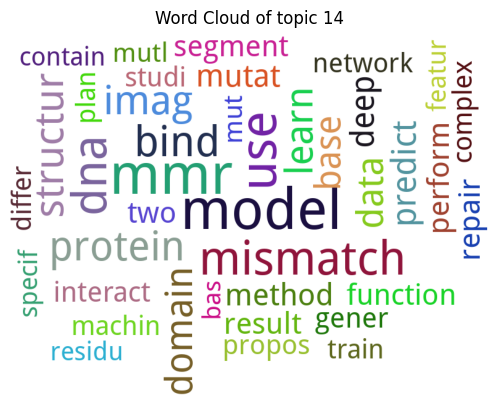 Word Cloud of topic 14
contain
mutl
segment
network
featur
studi
mutat
plan
imag
structur
mut
deep
complex
bind
use
learn
base
dna
mmr
data
predict
perform
differ
two
model
repair
protein
mismatch
specif
interact
domain
bas
method
function
machin
result
gener
residu
propos
train